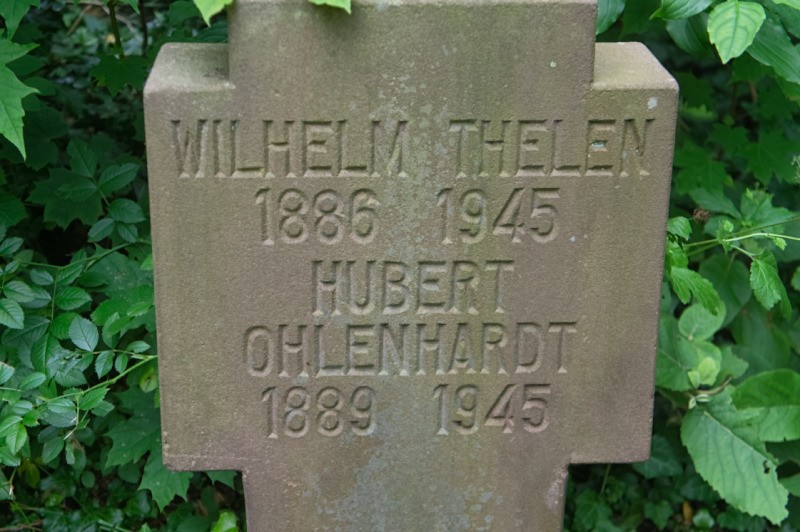 WILHELM THELEN
1886 1945
HUBERT
OHLENHARDT
1889 1945